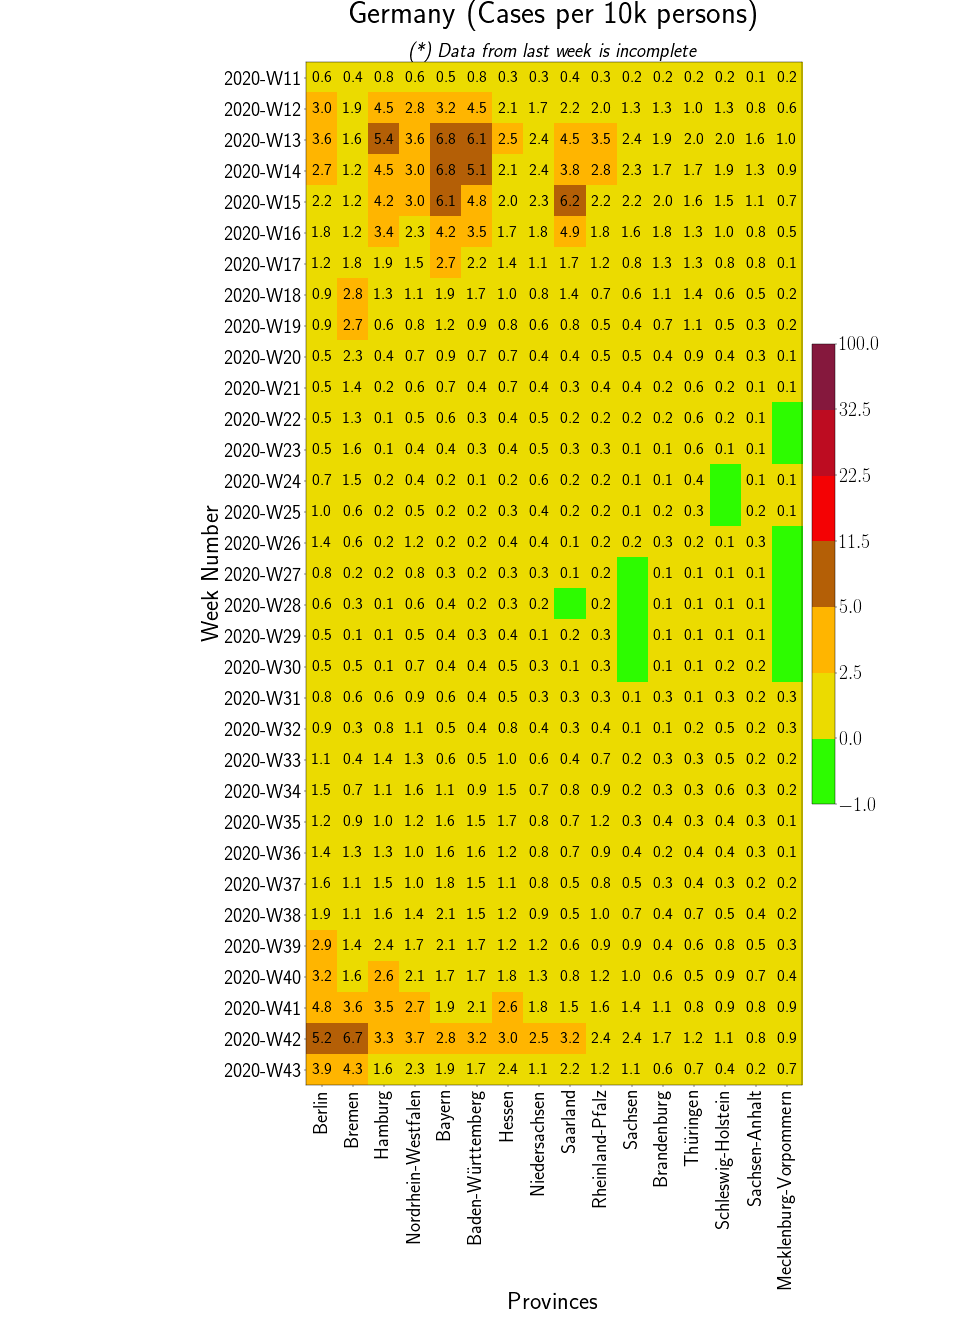 Germany (Cases per 10k persons)
(*) Data from last week is incomplete
2020-W11 0.6 0.4 0.8 0.6 0.5 0.8 0.3 0.3 0.4 0.3 0.2 0.2 0.2 0.2 0.1 0.2
2020-W12 3.0 1.9 4.5 2.8 3.2 4.5 2.1 1.7 2.2 2.0 1.3 1.3 1.0 1.3 0.8 0.6
2020-W13 3.6 1.6 5.4 3.6 6.8 6.1 2.5 2.4 4.5 3.5 2.4 1.9 2.0 2.0 1.6 1.0
2020-W14 2.7 1.2 4.5 3.0 6.8 5.1 2.1 2.4 3.8 2.8 2.3 1.7 1.7 1.9 1.3 0.9
2020-W15 2.2 1.2 4.2 3.0 6.1 4.8 2.0 2.3 6.2 2.2 2.2 2.0 1.6 1.5 1.1 0.7
2020-W16 1.8 1.2 3.4 2.3 4.2 3.5 1.7 1.8 4.9 1.8 1.6 1.8 1.3 1.0 0.8 0.5
2020-W17 1.2 1.8 1.9 1.5 2.7 2.2 1.4 1.1 1.7 1.2 0.8 1.3 1.3 0.8 0.8 0.1
2020-W18 0.9 2.8 1.3 1.1 1.9 1.7 1.0 0.8 1.4 0.7 0.6 1.1 1.4 0.6 0.5 0.2
2020-W19 0.9 2.7 0.6 0.8 1.2 0.9 0.8 0.6 0.8 0.5 0.4 0.7 1.1 0.5 0.3 0.2
2020-W20 0.5 2.3 0.4 0.7 0.9 0.7 0.7 0.4 0.4 0.5 0.5 0.4 0.9 0.4 0.3 0.1
2020-W21 0.5 1.4 0.2 0.6 0.7 0.4 0.7 0.4 0.3 0.4 0.4 0.2 0.6 0.2 0.1 0.1
2020-W22 0.5 1.3 0.1 0.5 0.6 0.3 0.4 0.5 0.2 0.2 0.2 0.2 0.6 0.2 0.1
2020-W23 0.5 1.6 0.1 0.4 0.4 0.3 0.4 0.5 0.3 0.3 0.1 0.1 0.6 0.1 0.1
2020-W24 0.7 1.5 0.2 0.4 0.2 0.1 0.2 0.6 0.2 0.2 0.1 0.1 0.4 0.1 0.1
2020-W25 1.0 0.6 0.2 0.5 0.2 0.2 0.3 0.4 0.2 0.2 0.1 0.2 0.3 0.2 0.1
2020-W26 1.4 0.6 0.2 1.2 0.2 0.2 0.4 0.4 0.1 0.2 0.2 0.3 0.2 0.1 0.3
2020-W27 0.8 0.2 0.2 0.8 0.3 0.2 0.3 0.3 0.1 0.2 0.1 0.1 0.1 0.1
2020-W28 0.6 0.3 0.1 0.6 0.4 0.2 0.3 0.2 0.2 0.1 0.1 0.1 0.1
2020-W29 0.5 0.1 0.1 0.5 0.4 0.3 0.4 0.1 0.2 0.3 0.1 0.1 0.1 0.1
2020-W30 0.5 0.5 0.1 0.7 0.4 0.4 0.5 0.3 0.1 0.3 0.1 0.1 0.2 0.2
2020-W31 0.8 0.6 0.6 0.9 0.6 0.4 0.5 0.3 0.3 0.3 0.1 0.3 0.1 0.3 0.2 0.3
2020-W32 0.9 0.3 0.8 1.1 0.5 0.4 0.8 0.4 0.3 0.4 0.1 0.1 0.2 0.5 0.2 0.3
2020-W33 1.1 0.4 1.4 1.3 0.6 0.5 1.0 0.6 0.4 0.7 0.2 0.3 0.3 0.5 0.2 0.2
2020-W34 1.5 0.7 1.1 1.6 1.1 0.9 1.5 0.7 0.8 0.9 0.2 0.3 0.3 0.6 0.3 0.2
2020-W35 1.2 0.9 1.0 1.2 1.6 1.5 1.7 0.8 0.7 1.2 0.3 0.4 0.3 0.4 0.3 0.1
2020-W36 1.4 1.3 1.3 1.0 1.6 1.6 1.2 0.8 0.7 0.9 0.4 0.2 0.4 0.4 0.3 0.1
2020-W37 1.6 1.1 1.5 1.0 1.8 1.5 1.1 0.8 0.5 0.8 0.5 0.3 0.4 0.3 0.2 0.2
2020-W38 1.9 1.1 1.6 1.4 2.1 1.5 1.2 0.9 0.5 1.0 0.7 0.4 0.7 0.5 0.4 0.2
2020-W39 2.9 1.4 2.4 1.7 2.1 1.7 1.2 1.2 0.6 0.9 0.9 0.4 0.6 0.8 0.5 0.3
2020-W40 3.2 1.6 2.6 2.1 1.7 1.7 1.8 1.3 0.8 1.2 1.0 0.6 0.5 0.9 0.7 0.4
2020-W41 4.8 3.6 3.5 2.7 1.9 2.1 2.6 1.8 1.5 1.6 1.4 1.1 0.8 0.9 0.8 0.9
2020-W42 5.2 6.7 3.3 3.7 2.8 3.2 3.0 2.5 3.2 2.4 2.4 1.7 1.2 1.1 0.8 0.9
2020-W43 3.9 4.3 1.6 2.3 1.9 1.7 2.4 1.1 2.2 1.2 1.1 0.6 0.7 0.4 0.2 0.7
Week Number
Berlin
Bremen
Hamburg
Nordrhein-Westfalen
Bayern
Baden-Württemberg
Hessen
Niedersachsen
Saarland
Rheinland-Pfalz
Sachsen
Brandenburg
Thüringen
Schleswig-Holstein
Sachsen-Anhalt
Mecklenburg-Vorpommern
Provinces
100.0
32.5
22.5
11.5
5.0
2.5
0.0
−1.0